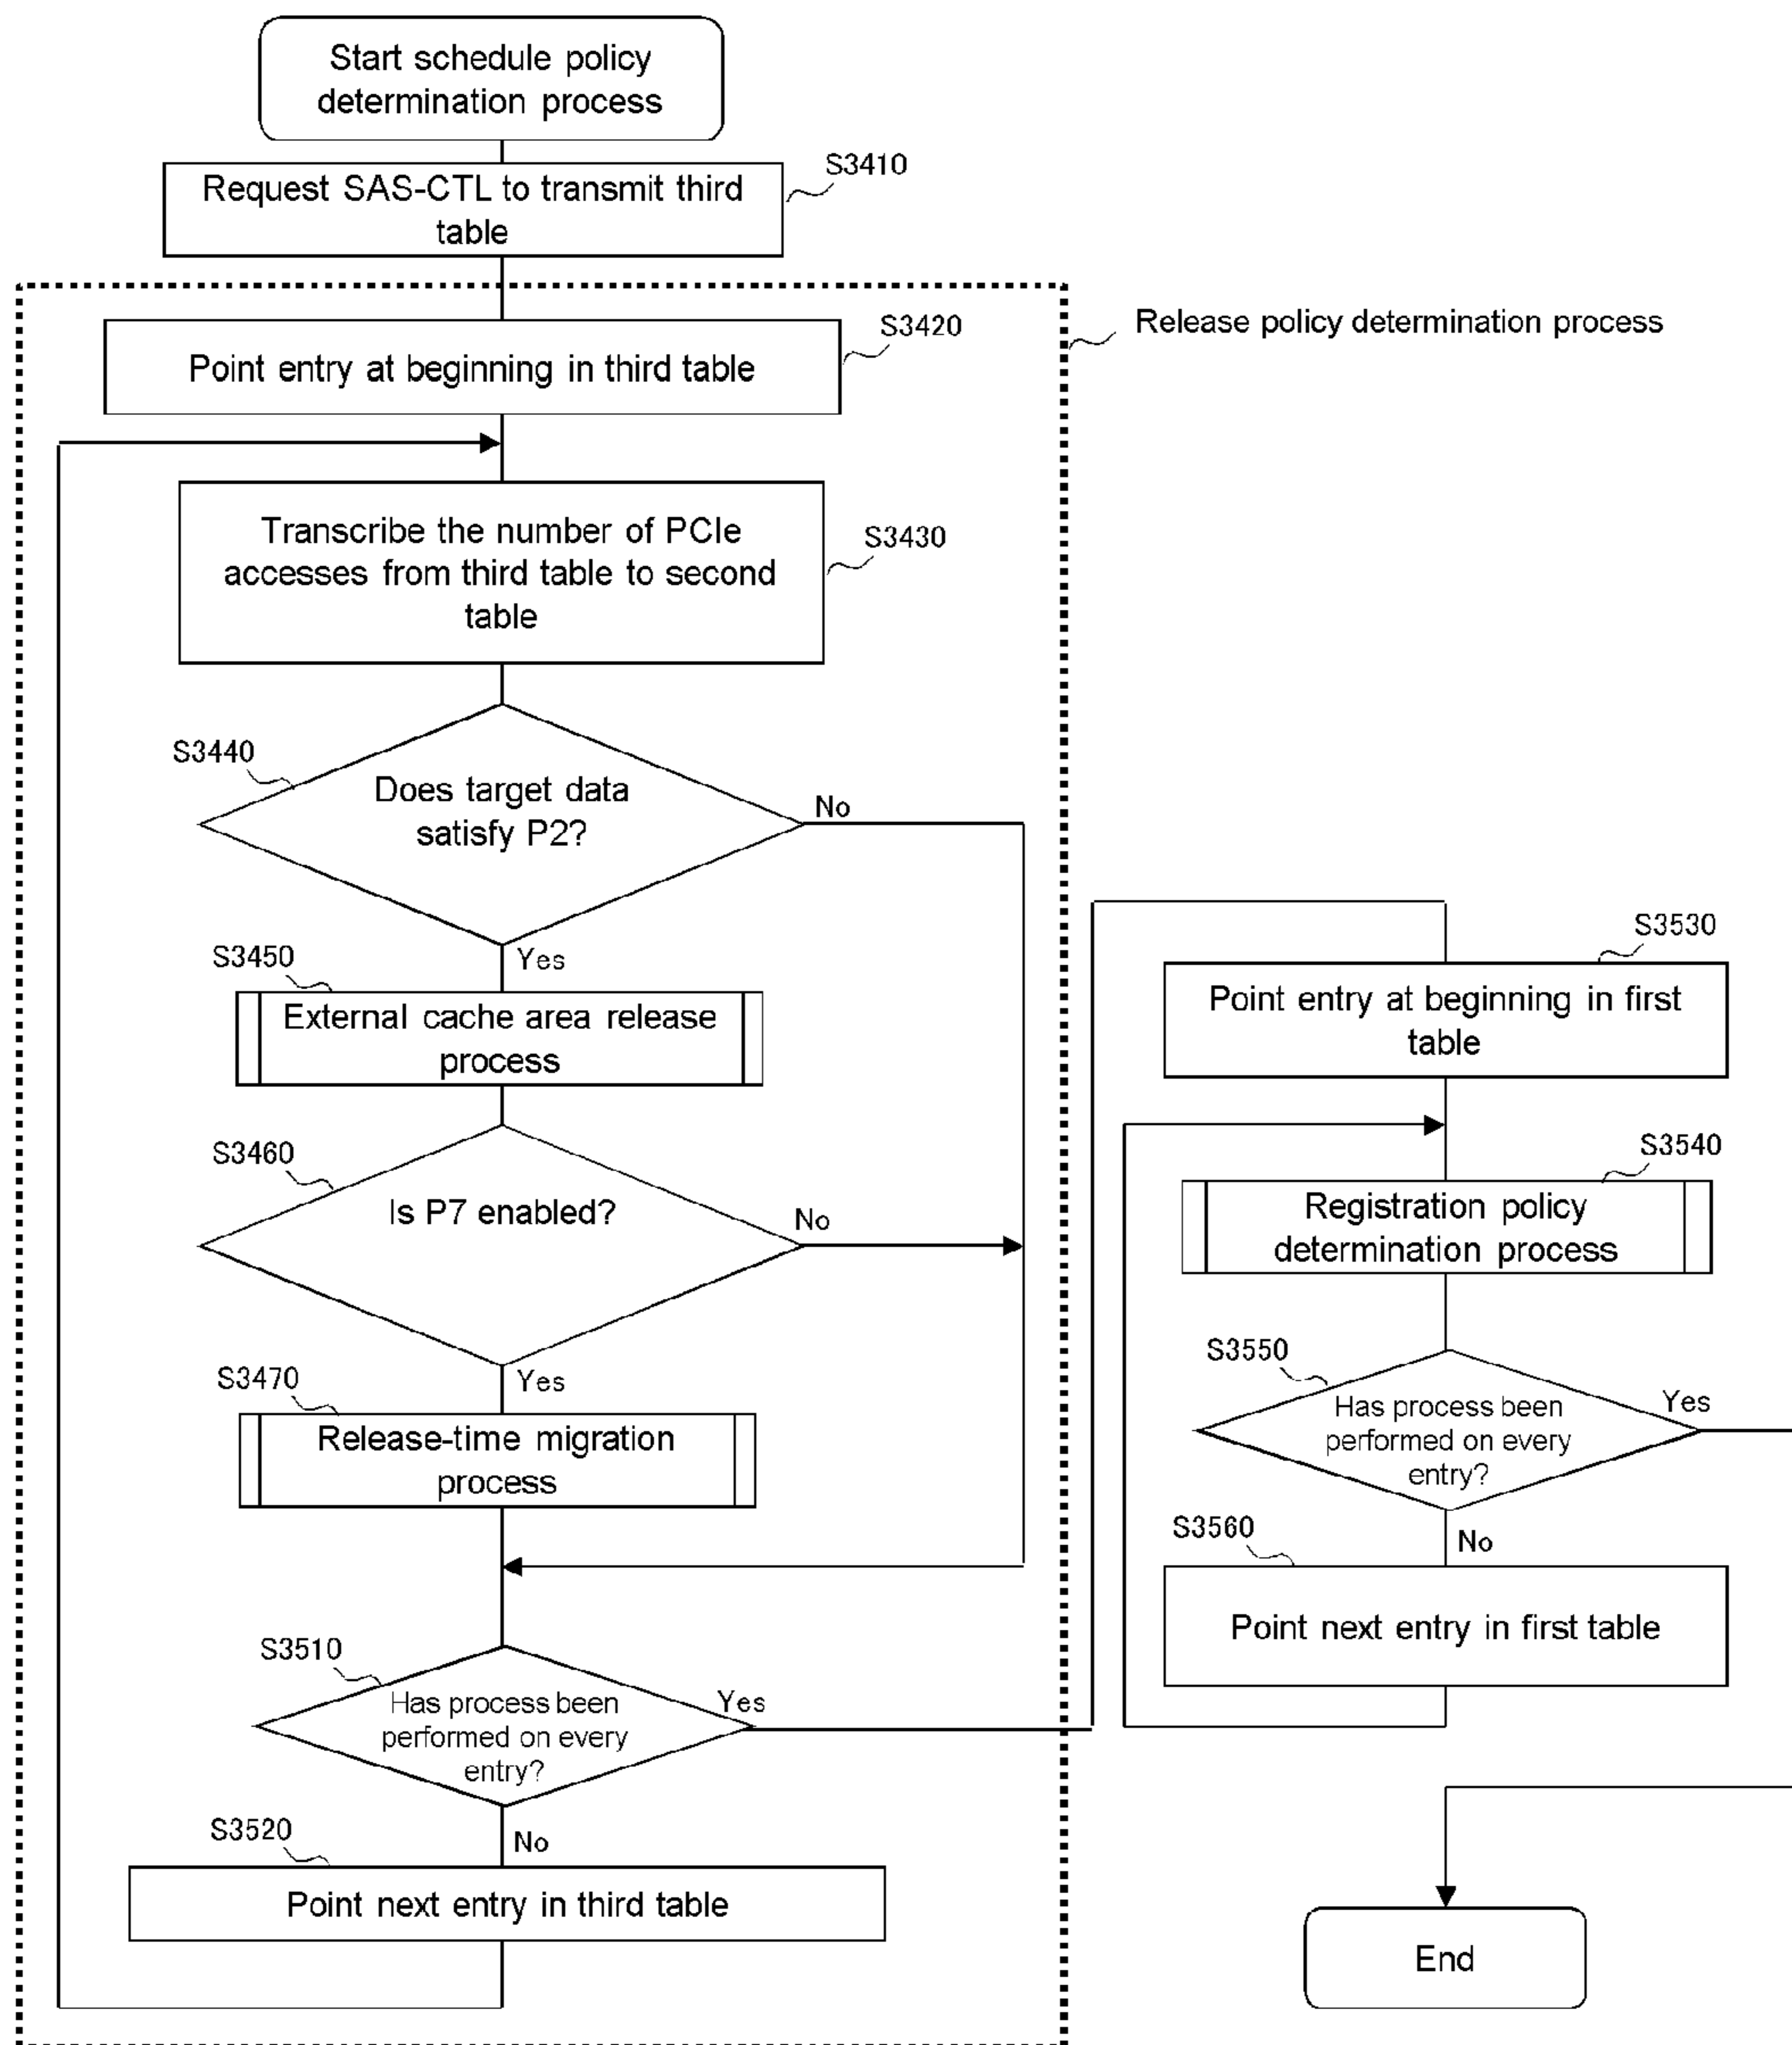 Start schedule policy
determination process
S3410
Request SAS-CTL to transmit third
table
Release policy determination process
S3420
Point entry at beginning in third table
S3430
Transcribe the number of PCIe
accesses from third table to second
table
S3440
Does target data
satisfy P2?
No
Yes
S3450
External cache area release
process
S3460
Is P7 enabled?
No
Yes
S3470
Release-time migration
process
S3510
Has process been
performed on every
entry?
Yes
No
S3520
Point next entry in third table
S3530
Point entry at beginning in first
table
S3540
Registration policy
determination process
S3550
Has process been
performed on every
entry?
Yes
No
S3560
Point next entry in first table
End